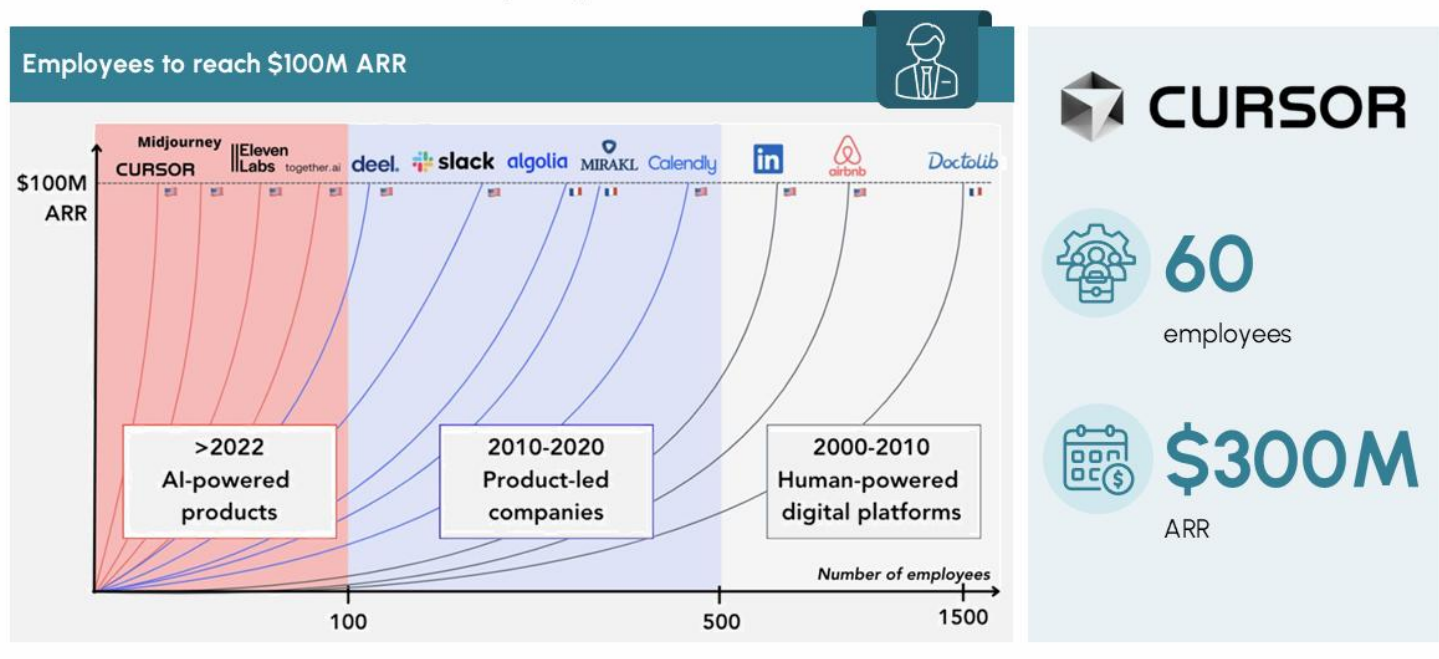 Employees to reach $100M ARR
Midjourney
CURSOR
ElevenLabs
together.ai
deel.
slack
algolia
MIRAKL
Calendly
in
airbnb
Doctolib
$100M
ARR
>2022
AI-powered
products
2010-2020
Product-led
companies
2000-2010
Human-powered
digital platforms
Number of employees
100
500
1500
CURSOR
60
employees
$
$300M
ARR